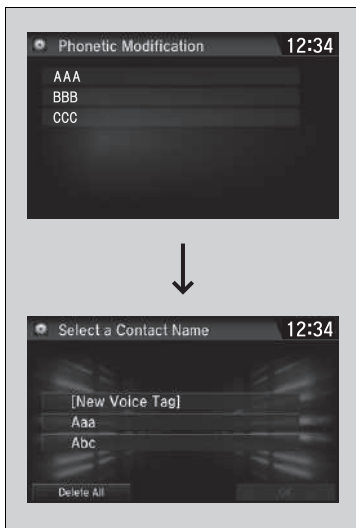 Phonetic Modification 12:34
AAA
BBB
CCC
Select a Contact Name 12:34
[New Voice Tag]
Aaa
Abc
Delete All OK